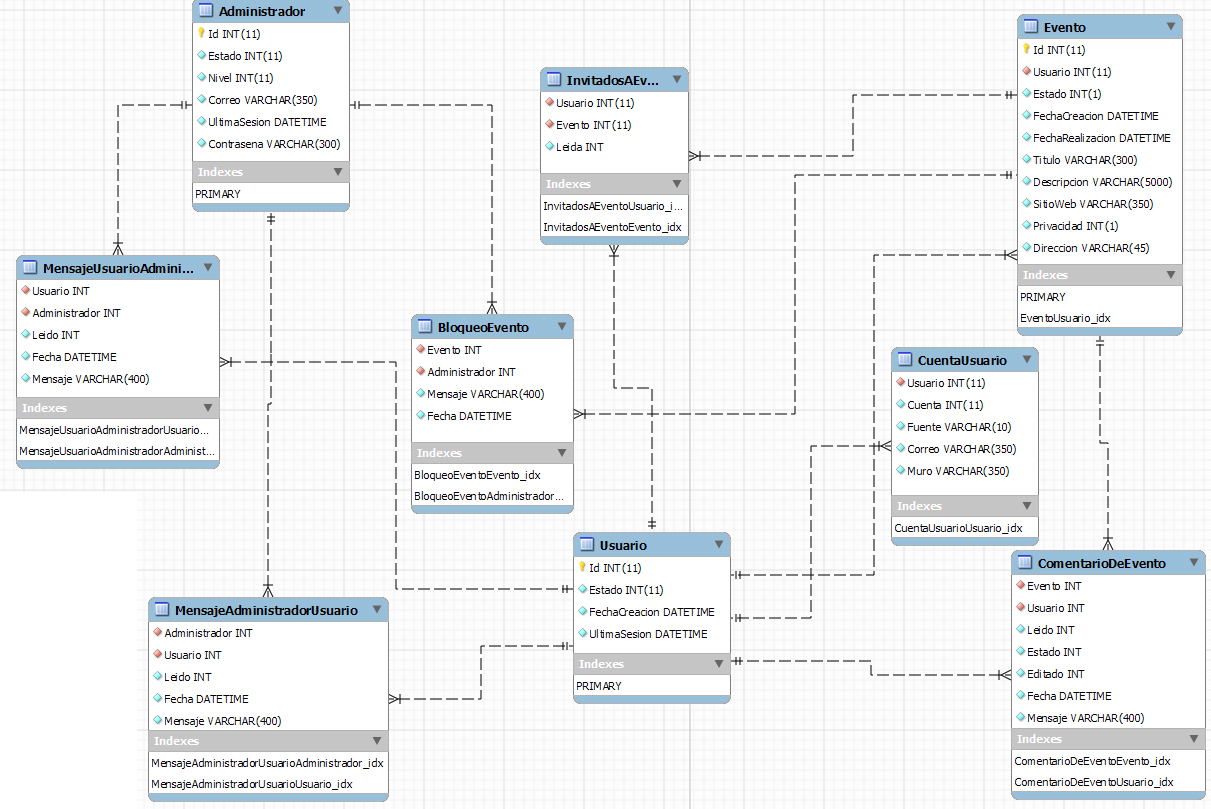 Administrador
Id INT(11)
Estado INT(11)
Nivel INT(11)
Correo VARCHAR(350)
UltimaSesion DATETIME
Contrasena VARCHAR(300)
Indexes
PRIMARY
InvitadosAEv...
Usuario INT(11)
Evento INT(11)
Leida INT
Indexes
InvitadosAEventoUsuario_i...
InvitadosAEventoEvento_idx
Evento
Id INT(11)
Usuario INT(11)
Estado INT(1)
FechaCreacion DATETIME
FechaRealizacion DATETIME
Titulo VARCHAR(300)
Descripcion VARCHAR(5000)
SitioWeb VARCHAR(350)
Privacidad INT(1)
Direccion VARCHAR(45)
Indexes
PRIMARY
EventoUsuario_idx
MensajeUsuarioAdmini...
Usuario INT
Administrador INT
Leido INT
Fecha DATETIME
Mensaje VARCHAR(400)
Indexes
MensajeUsuarioAdministradorUsuario...
MensajeUsuarioAdministradorAdminist...
BloqueoEvento
Evento INT
Administrador INT
Mensaje VARCHAR(400)
Fecha DATETIME
Indexes
BloqueoEventoEvento_idx
BloqueoEventoAdministrador...
CuentaUsuario
Usuario INT(11)
Cuenta INT(11)
Fuente VARCHAR(10)
Correo VARCHAR(350)
Muro VARCHAR(350)
Indexes
CuentaUsuarioUsuario_idx
Usuario
Id INT(11)
Estado INT(11)
FechaCreacion DATETIME
UltimaSesion DATETIME
Indexes
PRIMARY
ComentarioDeEvento
Evento INT
Usuario INT
Leido INT
Estado INT
Editado INT
Fecha DATETIME
Mensaje VARCHAR(400)
Indexes
ComentarioDeEventoEvento_idx
ComentarioDeEventoUsuario_idx
MensajeAdministradorUsuario
Administrador INT
Usuario INT
Leido INT
Fecha DATETIME
Mensaje VARCHAR(400)
Indexes
MensajeAdministradorUsuarioAdministrador_idx
MensajeAdministradorUsuarioUsuario_idx